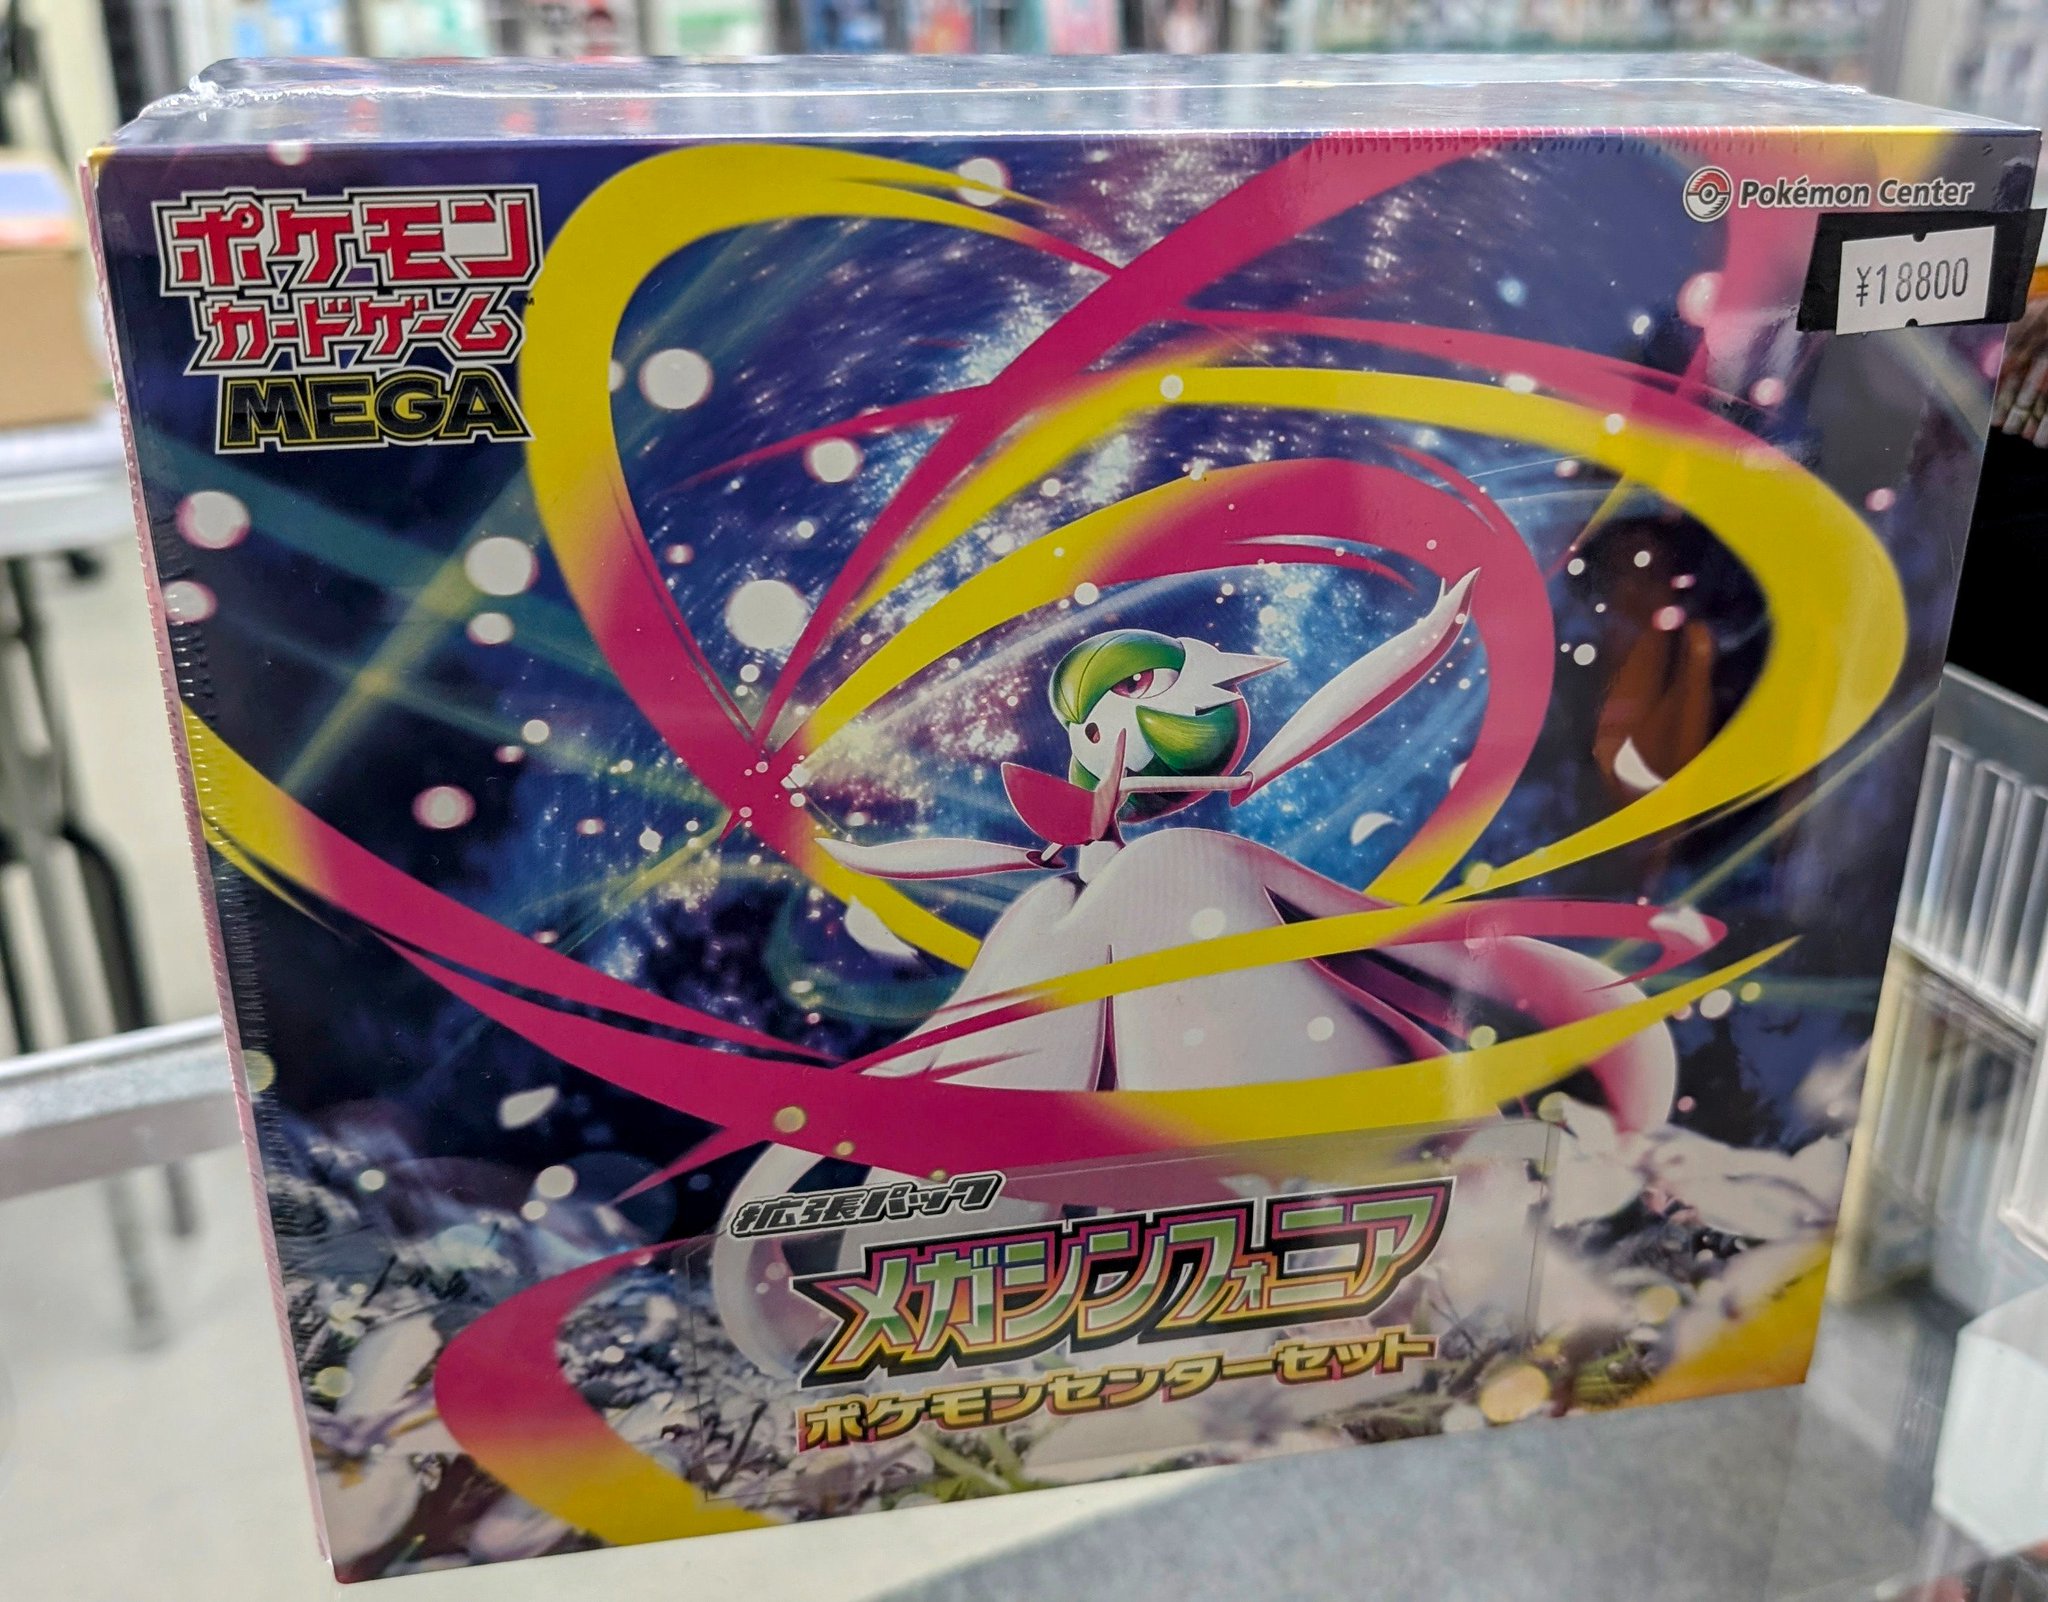 ポケモン
カードゲーム™
MEGA
Pokémon Center
¥18800
拡張パック
メガシンフォニア
ポケモンセンターセット